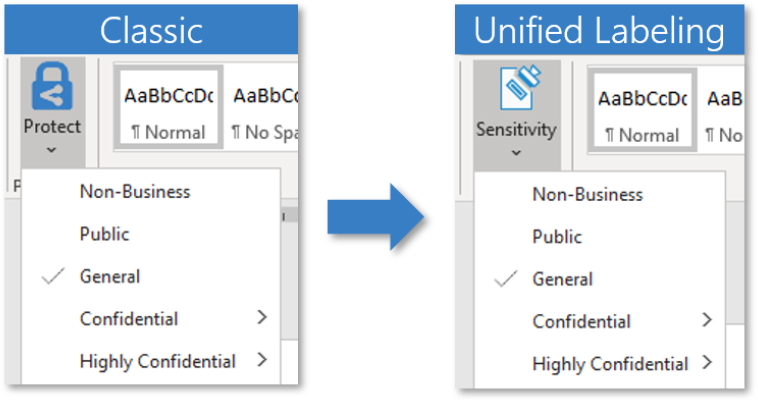 Classic
AaBbCcDc AaBbCc
Protect
¶ Normal ¶ No Spa
P
Non-Business
Public
General
Confidential
Highly Confidential
Unified Labeling
AaBbCcDc AaB
Sensitivity
¶ Normal ¶ No
Non-Business
Public
General
Confidential
Highly Confidential